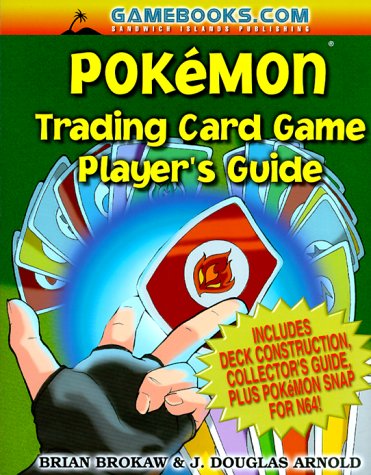 GAMEBOOKS.COM
SANDWICH ISLANDS PUBLISHING
POKéMON®
Trading Card Game
Player's Guide
INCLUDES
DECK CONSTRUCTION,
COLLECTOR'S GUIDE,
PLUS POKéMON SNAP
FOR N64!
BRIAN BROKAW & J. DOUGLAS ARNOLD